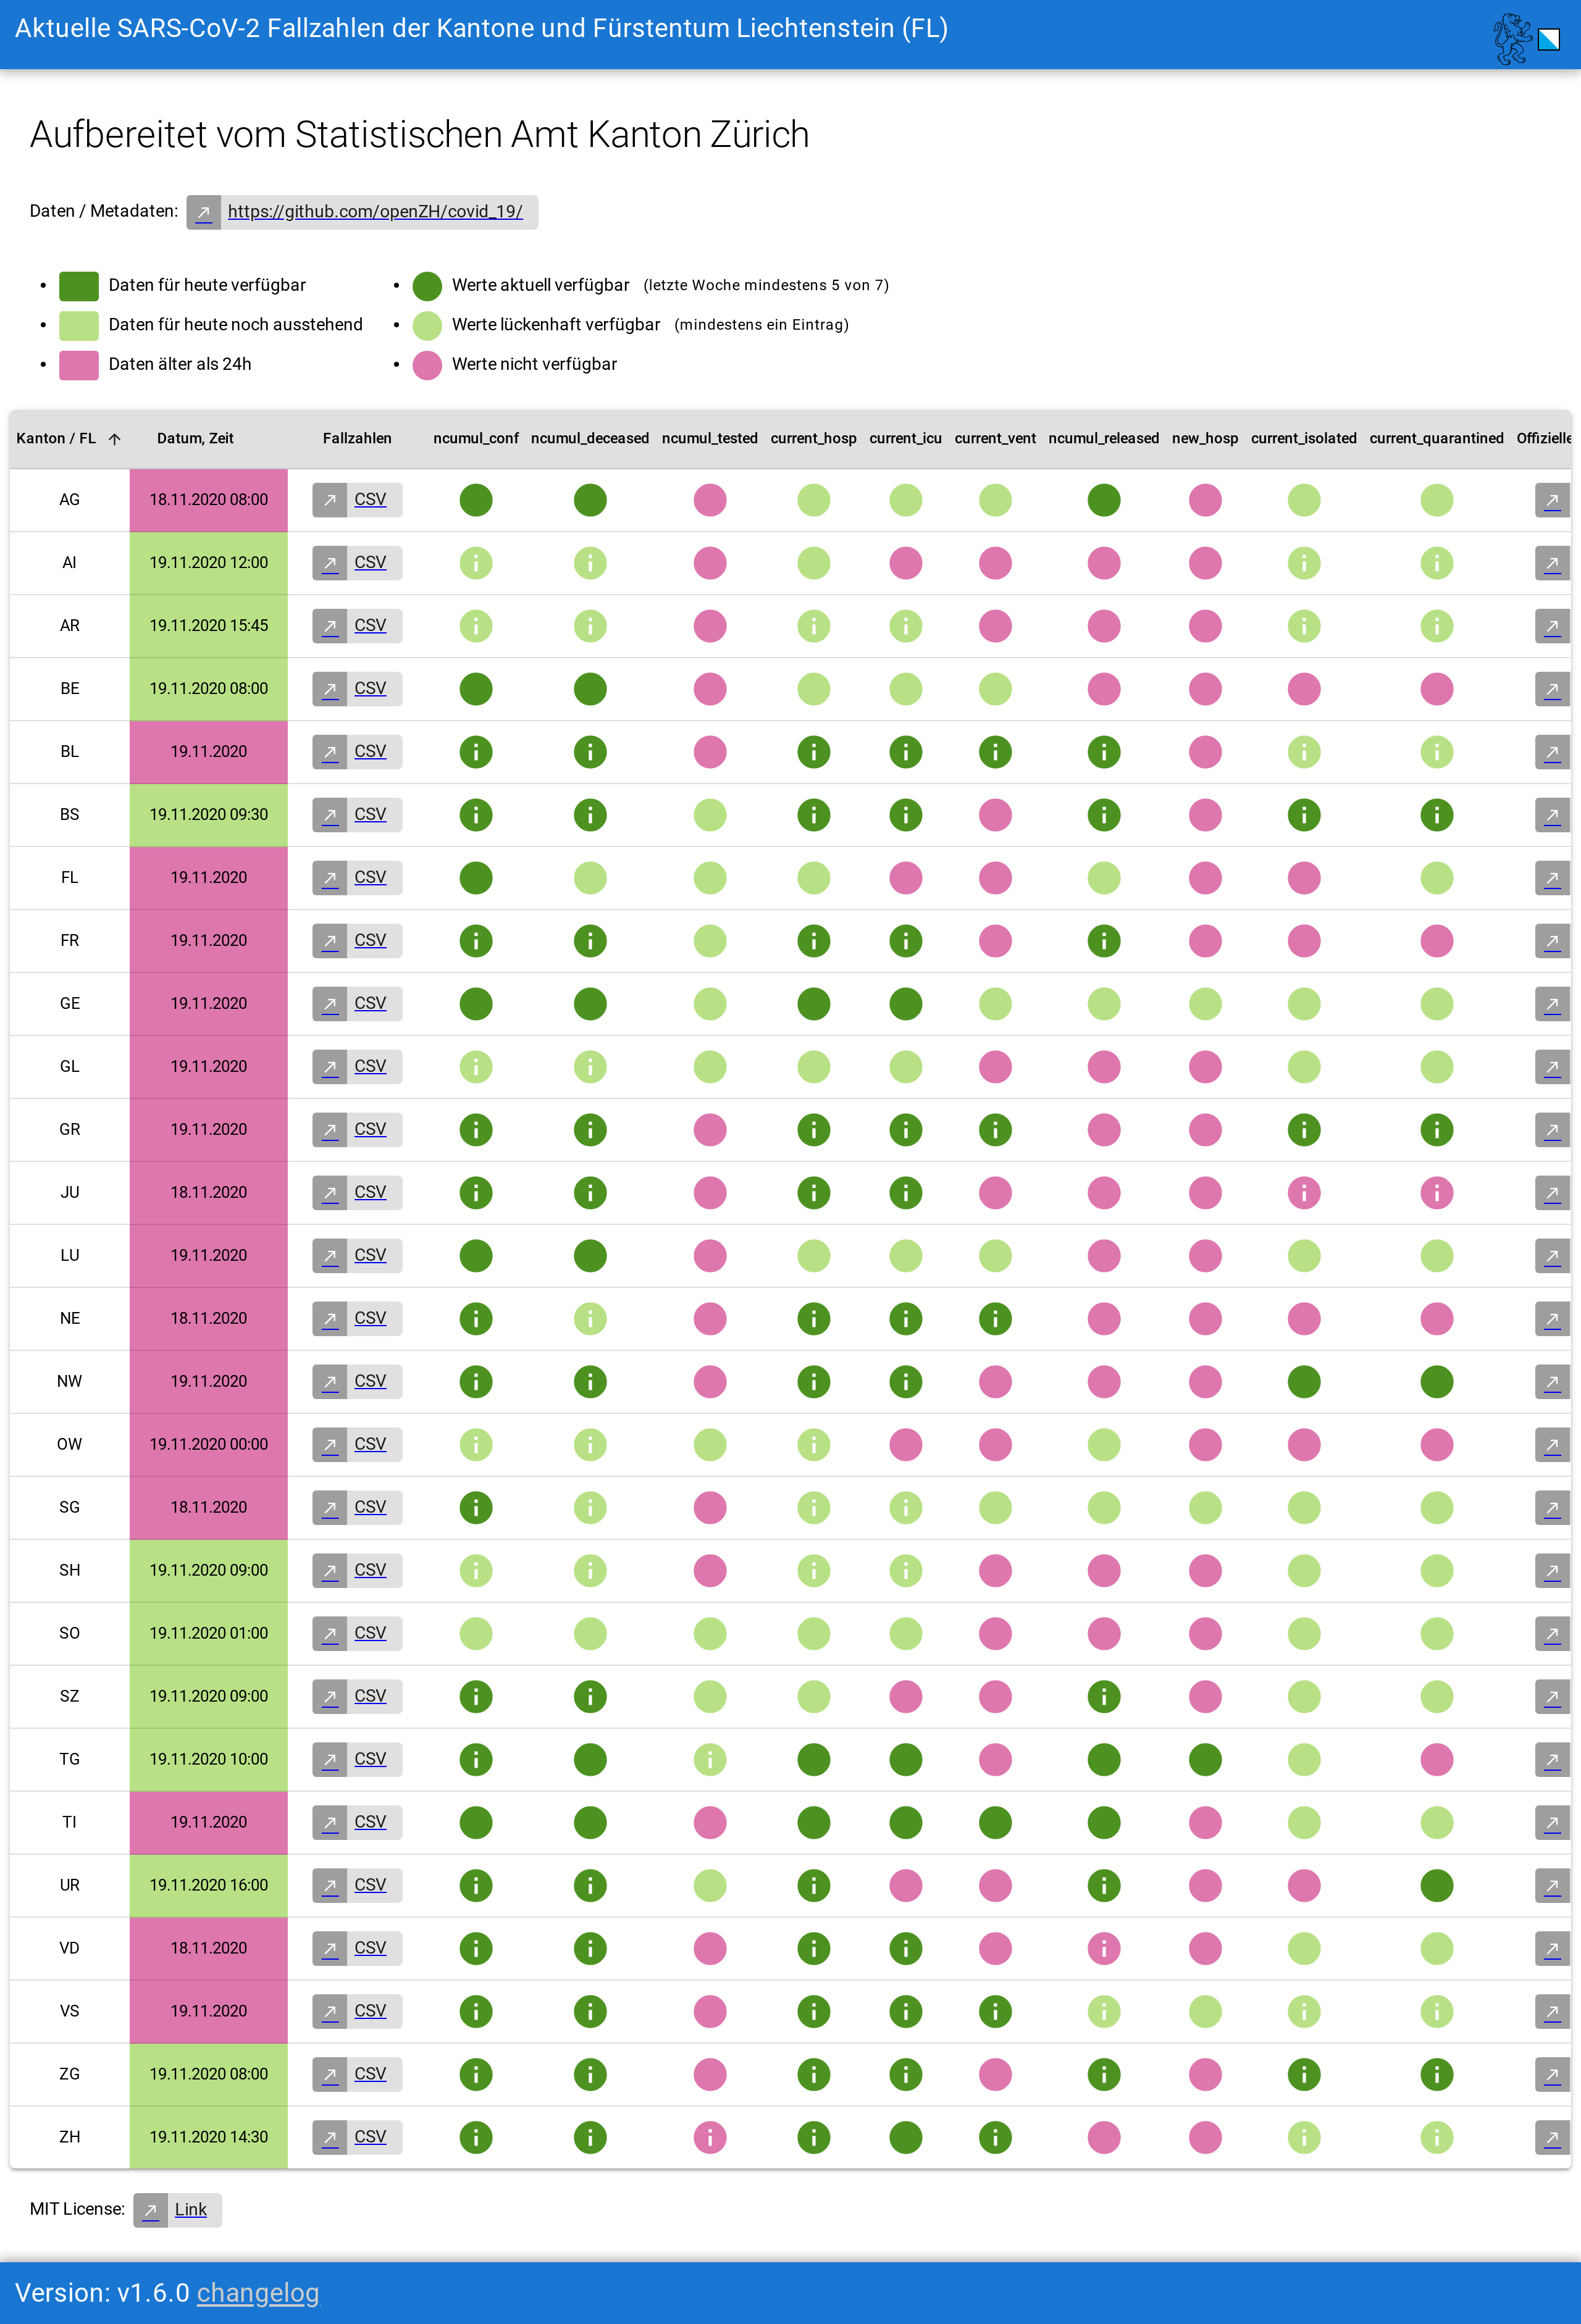 Aktuelle SARS-CoV-2 Fallzahlen der Kantone und Fürstentum Liechtenstein (FL)
Aufbereitet vom Statistischen Amt Kanton Zürich
Daten / Metadaten: https://github.com/openZH/covid_19/
Daten für heute verfügbar
Daten für heute noch ausstehend
Daten älter als 24h
Werte aktuell verfügbar (letzte Woche mindestens 5 von 7)
Werte lückenhaft verfügbar (mindestens ein Eintrag)
Werte nicht verfügbar
Kanton / FL Datum, Zeit Fallzahlen ncumul_conf ncumul_deceased ncumul_tested current_hosp current_icu current_vent ncumul_released new_hosp current_isolated current_quarantined Offizielle
AG 18.11.2020 08:00 CSV
AI 19.11.2020 12:00 CSV
AR 19.11.2020 15:45 CSV
BE 19.11.2020 08:00 CSV
BL 19.11.2020 CSV
BS 19.11.2020 09:30 CSV
FL 19.11.2020 CSV
FR 19.11.2020 CSV
GE 19.11.2020 CSV
GL 19.11.2020 CSV
GR 19.11.2020 CSV
JU 18.11.2020 CSV
LU 19.11.2020 CSV
NE 18.11.2020 CSV
NW 19.11.2020 CSV
OW 19.11.2020 00:00 CSV
SG 18.11.2020 CSV
SH 19.11.2020 09:00 CSV
SO 19.11.2020 01:00 CSV
SZ 19.11.2020 09:00 CSV
TG 19.11.2020 10:00 CSV
TI 19.11.2020 CSV
UR 19.11.2020 16:00 CSV
VD 18.11.2020 CSV
VS 19.11.2020 CSV
ZG 19.11.2020 08:00 CSV
ZH 19.11.2020 14:30 CSV
MIT License: Link
Version: v1.6.0 changelog